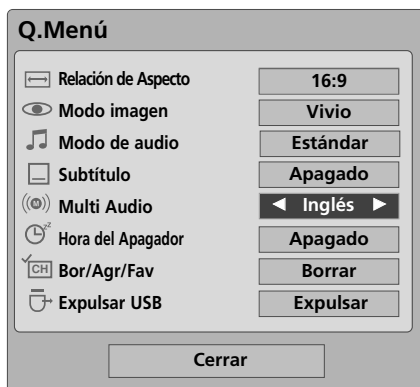 Q.Menú
Relación de Aspecto 16:9
Modo imagen Vivio
Modo de audio Estándar
Subtítulo Apagado
Multi Audio ◄ Inglés ►
Hora del Apagador Apagado
CH Bor/Agr/Fav Borrar
Expulsar USB Expulsar
Cerrar